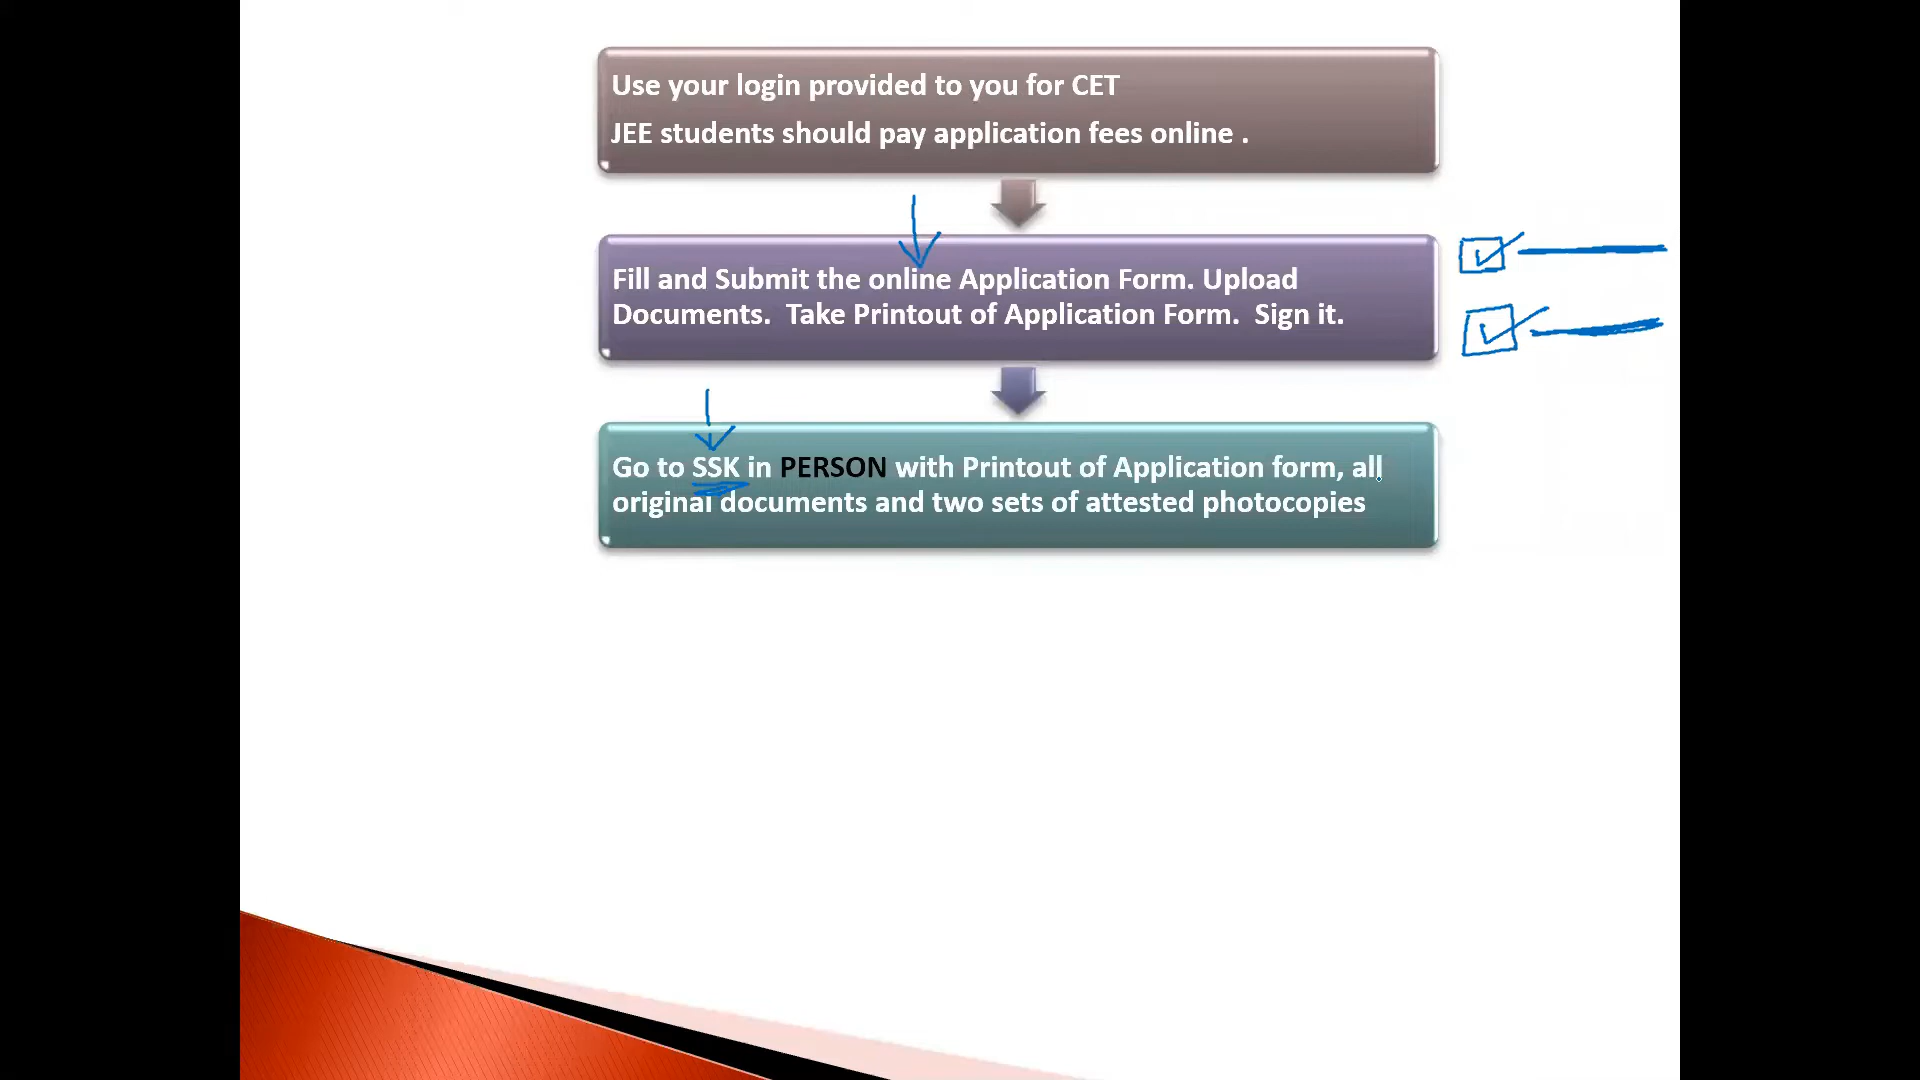 Use your login provided to you for CET
JEE students should pay application fees online .
Fill and Submit the online Application Form. Upload
Documents.  Take Printout of Application Form.  Sign it.
Go to SSK in PERSON with Printout of Application form, all
original documents and two sets of attested photocopies